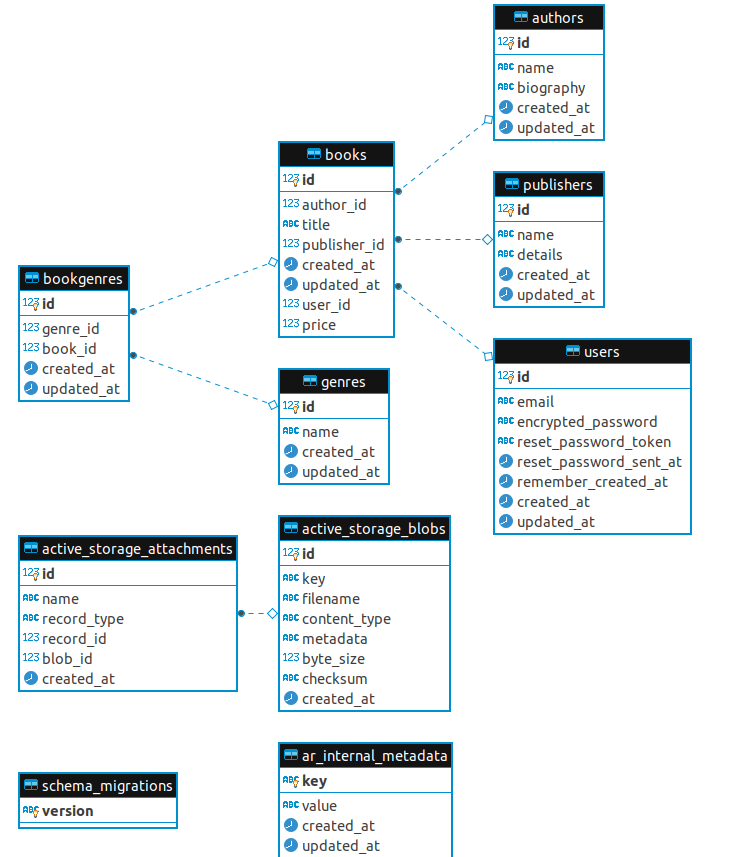 authors
123 id
ABC name
ABC biography
created_at
updated_at
books
123 id
123 author_id
ABC title
123 publisher_id
created_at
updated_at
123 user_id
123 price
publishers
123 id
ABC name
ABC details
created_at
updated_at
bookgenres
123 id
123 genre_id
123 book_id
created_at
updated_at
genres
123 id
ABC name
created_at
updated_at
users
123 id
ABC email
ABC encrypted_password
ABC reset_password_token
reset_password_sent_at
remember_created_at
created_at
updated_at
active_storage_attachments
123 id
ABC name
ABC record_type
123 record_id
123 blob_id
created_at
active_storage_blobs
123 id
ABC key
ABC filename
ABC content_type
ABC metadata
123 byte_size
ABC checksum
created_at
schema_migrations
ABC version
ar_internal_metadata
ABC key
ABC value
created_at
updated_at